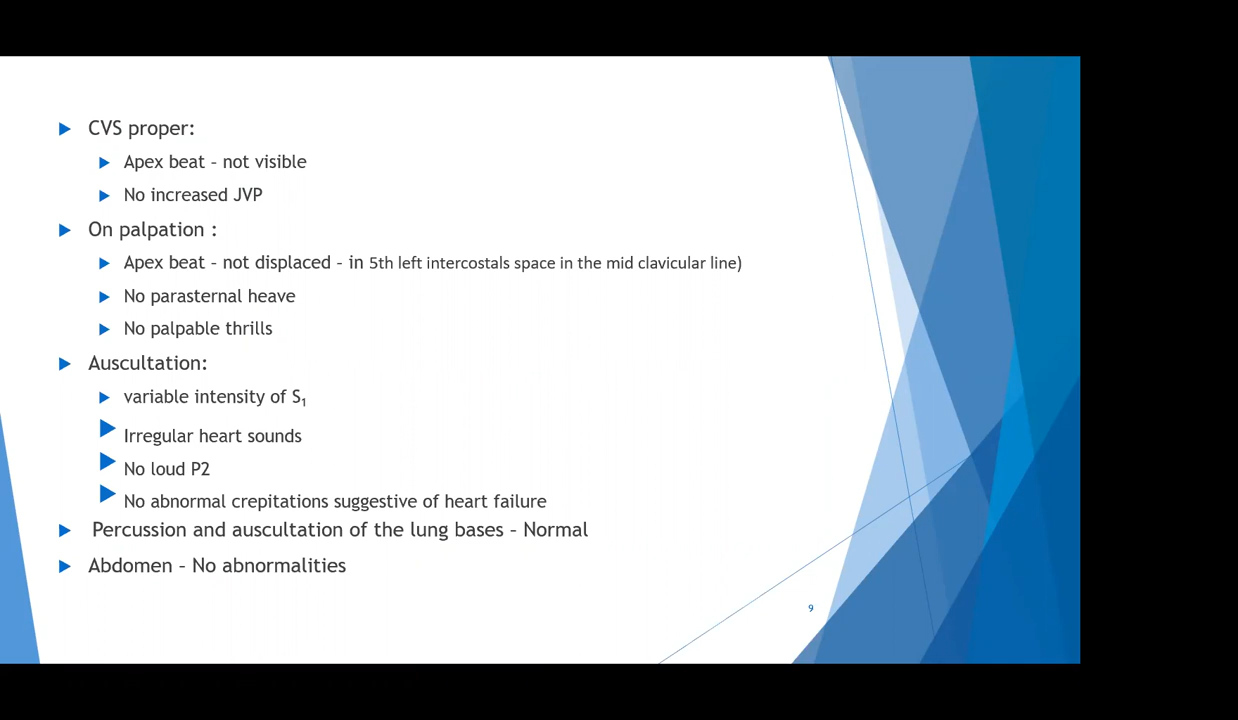 CVS proper:
Apex beat - not visible
No increased JVP
On palpation :
Apex beat - not displaced - in 5th left intercostals space in the mid clavicular line)
No parasternal heave
No palpable thrills
Auscultation:
variable intensity of S₁
Irregular heart sounds
No loud P2
No abnormal crepitations suggestive of heart failure
Percussion and auscultation of the lung bases - Normal
Abdomen - No abnormalities
9